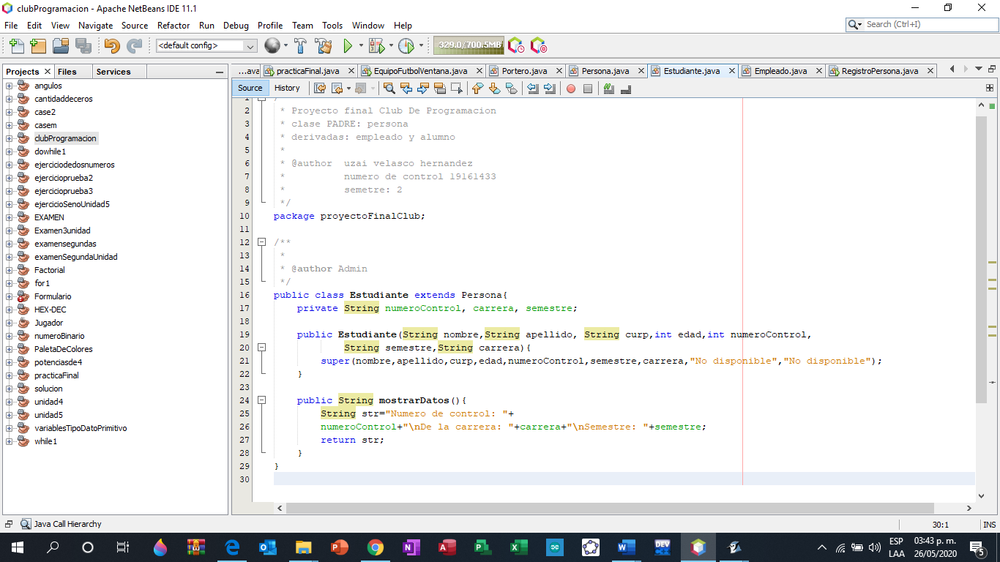 clubProgramacion - Apache NetBeans IDE 11.1
File Edit View Navigate Source Refactor Run Debug Profile Team Tools Window Help
Search (Ctrl+I)
<default config>
329.0/700.5MB
Projects Files Services
...ava practicaFinal.java EquipoFutbolVentana.java Portero.java Persona.java Estudiante.java Empleado.java RegistroPersona.java
Source History
angulos
cantidaddeceros
case2
casem
clubProgramacion
dowhile1
ejerciciodedosnumeros
ejercicioprueba2
ejercicioprueba3
ejercicioSenoUnidad5
EXAMEN
Examen3unidad
examensegundas
examenSegundaUnidad
Factorial
for1
Formulario
HEX-DEC
Jugador
numeroBinario
PaletaDeColores
potenciasde4
practicaFinal
solucion
unidad4
unidad5
variablesTipoDatoPrimitivo
while1
1 /*
2 * Proyecto final Club De Programacion
3 * clase PADRE: persona
4 * derivadas: empleado y alumno
5 *
6 * @author uzai velasco hernandez
7 * numero de control 19161433
8 * semetre: 2
9 */
10 package proyectoFinalClub;
11
12 /**
13 *
14 * @author Admin
15 */
16 public class Estudiante extends Persona{
17 private String numeroControl, carrera, semestre;
18
19 public Estudiante(String nombre,String apellido, String curp,int edad,int numeroControl,
20 String semestre,String carrera){
21 super(nombre,apellido,curp,edad,numeroControl,semestre,carrera,"No disponible","No disponible");
22 }
23
24 public String mostrarDatos(){
25 String str="Numero de control: "+
26 numeroControl+"\nDe la carrera: "+carrera+"\nSemestre: "+semestre;
27 return str;
28 }
29 }
30
Java Call Hierarchy
30:1 INS
ESP
LAA
03:43 p. m.
26/05/2020
5